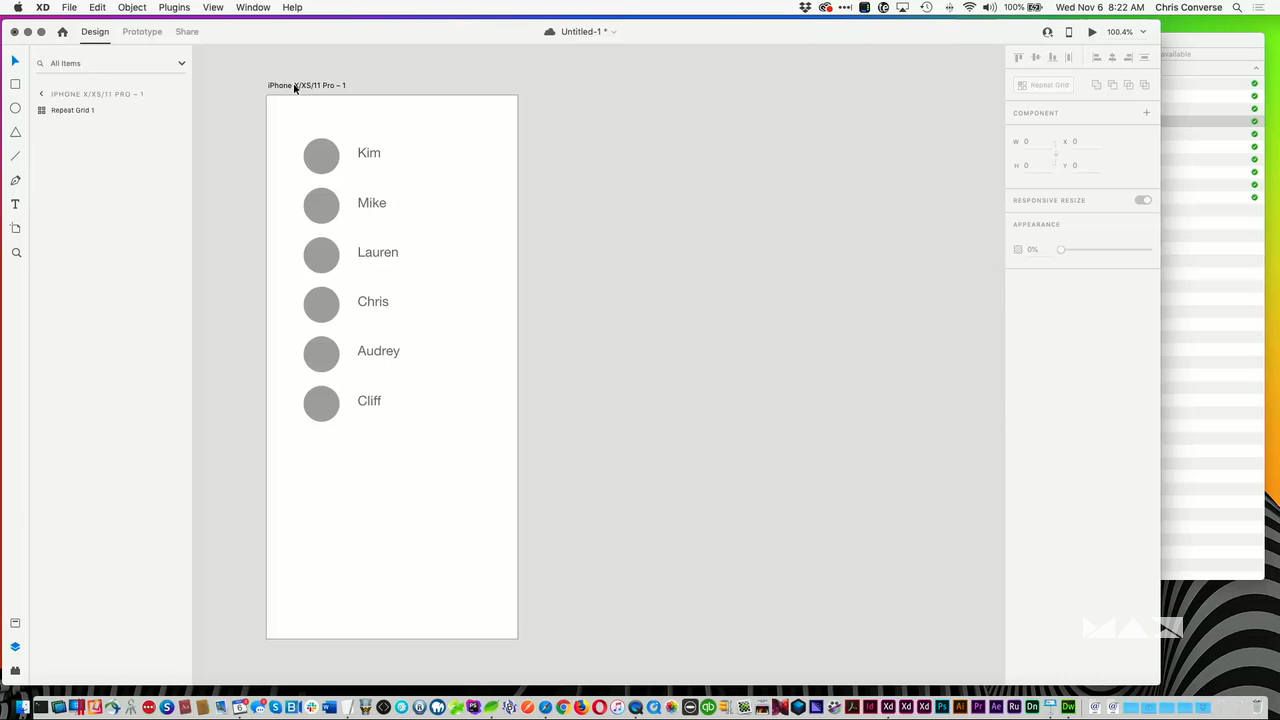 XD File Edit Object Plugins View Window Help 100% Wed Nov 6 8:22 AM Chris Converse
Design Prototype Share Untitled-1 * 100.4%
available
All Items
IPHONE X/XS/11 PRO – 1
Repeat Grid 1
iPhone X/XS/11 Pro – 1
Kim
Mike
Lauren
Chris
Audrey
Cliff
Repeat Grid
COMPONENT
W 0 X 0
H 0 Y 0
RESPONSIVE RESIZE
APPEARANCE
0%
MAX